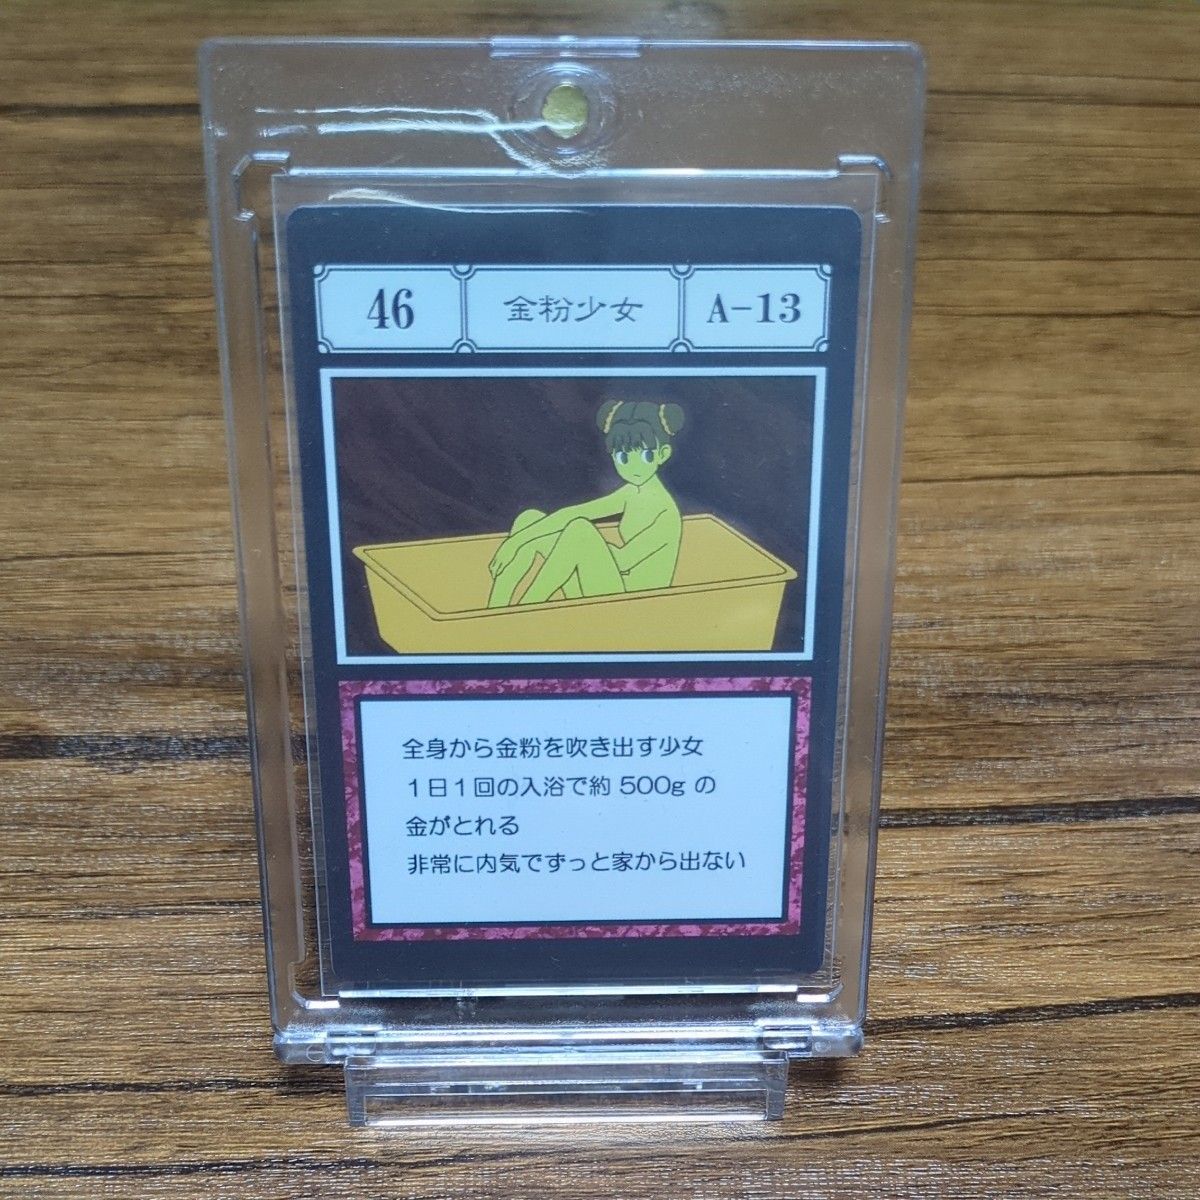 46 金粉少女 A-13
全身から金粉を吹き出す少女
1日1回の入浴で約 500g の
金がとれる
非常に内気でずっと家から出ない